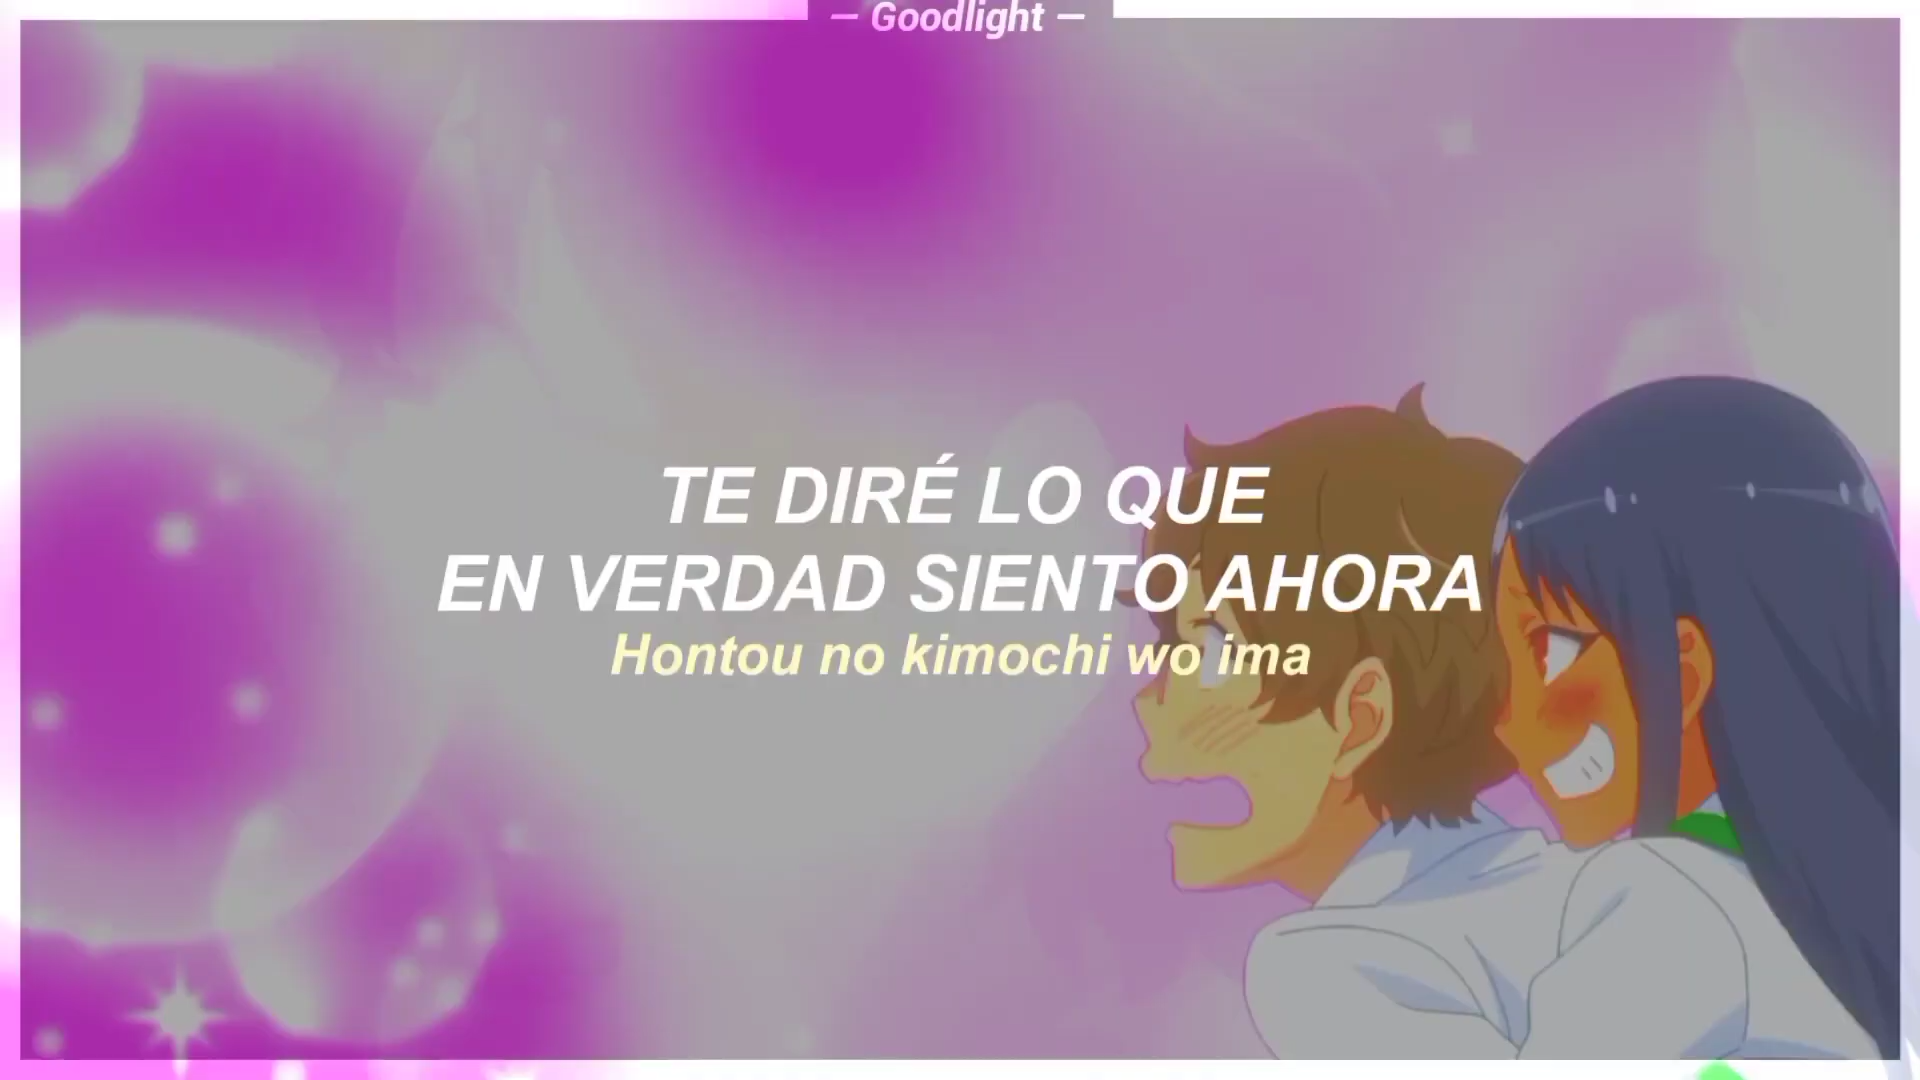 — Goodlight —
TE DIRÉ LO QUE
EN VERDAD SIENTO AHORA
Hontou no kimochi wo ima